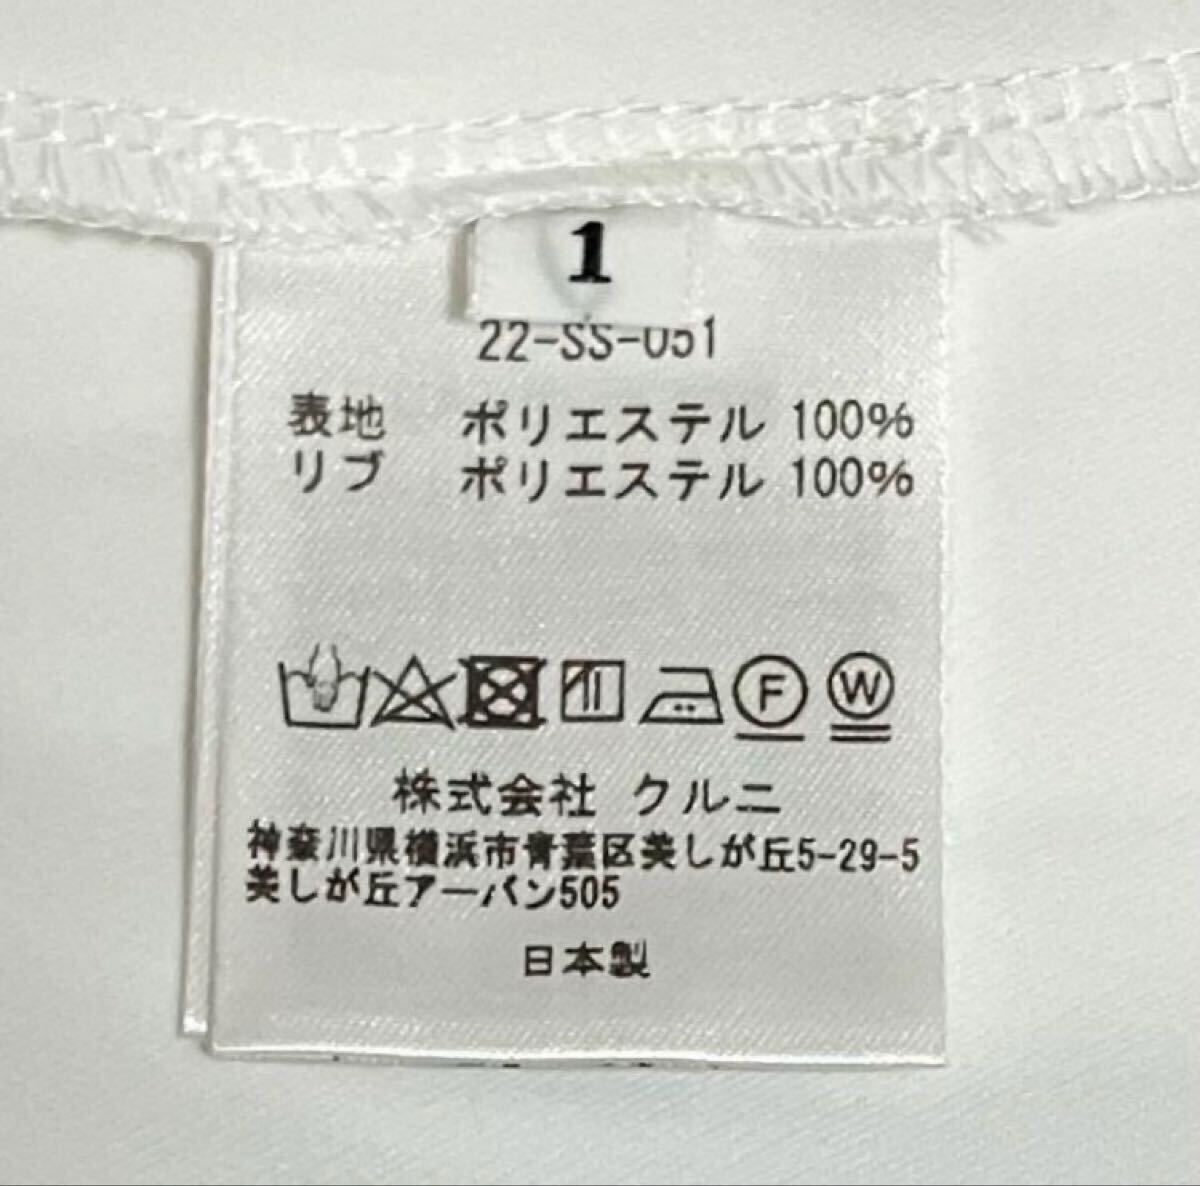 1
22-SS-051
表地 ポリエステル 100%
リブ ポリエステル 100%
F W
株式会社 クルニ
神奈川県横浜市青葉区美しが丘5-29-5
美しが丘アーバン505
日本製